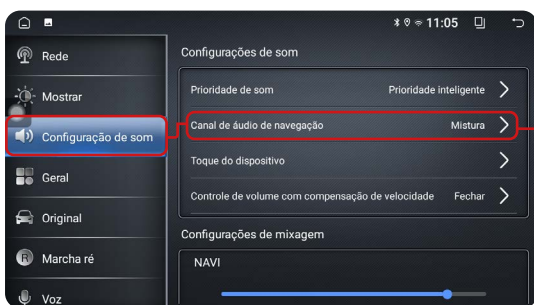 11:05
Rede
Mostrar
Configuração de som
Geral
Original
R Marcha ré
Voz
Configurações de som
Prioridade de som Prioridade inteligente
Canal de áudio de navegação Mistura
Toque do dispositivo
Controle de volume com compensação de velocidade Fechar
Configurações de mixagem
NAVI